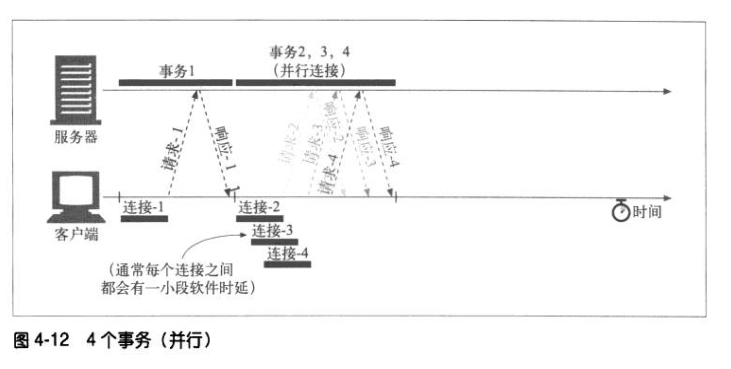 事务2，3，4
（并行连接）
事务1
服务器
请求-1
响应-1
请求-2
请求-3
请求-4
响应-2
响应-3
响应-4
连接-1
连接-2
连接-3
连接-4
时间
客户端
（通常每个连接之间
都会有一小段软件时延）
图 4-12 4 个事务（并行）